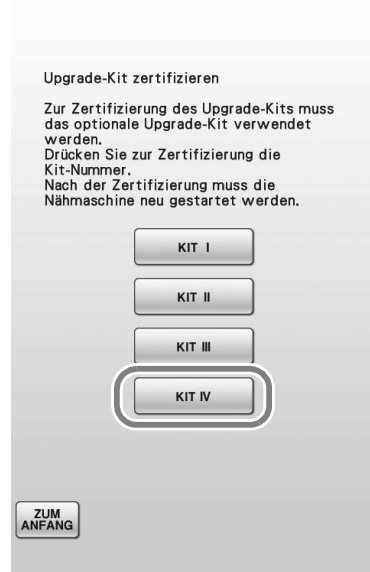 Upgrade-Kit zertifizieren
Zur Zertifizierung des Upgrade-Kits muss
das optionale Upgrade-Kit verwendet
werden.
Drücken Sie zur Zertifizierung die
Kit-Nummer.
Nach der Zertifizierung muss die
Nähmaschine neu gestartet werden.
KIT I
KIT II
KIT III
KIT IV
ZUM
ANFANG